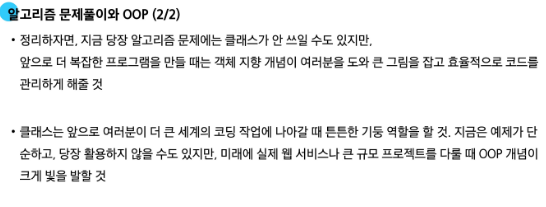 알고리즘 문제풀이와 OOP (2/2)
• 정리하자면, 지금 당장 알고리즘 문제에는 클래스가 안 쓰일 수도 있지만,
앞으로 더 복잡한 프로그램을 만들 때는 객체 지향 개념이 여러분을 도와 큰 그림을 잡고 효율적으로 코드를
관리하게 해줄 것
• 클래스는 앞으로 여러분이 더 큰 세계의 코딩 작업에 나아갈 때 튼튼한 기둥 역할을 할 것. 지금은 예제가 단
순하고, 당장 활용하지 않을 수도 있지만, 미래에 실제 웹 서비스나 큰 규모 프로젝트를 다룰 때 OOP 개념이
크게 빛을 발할 것